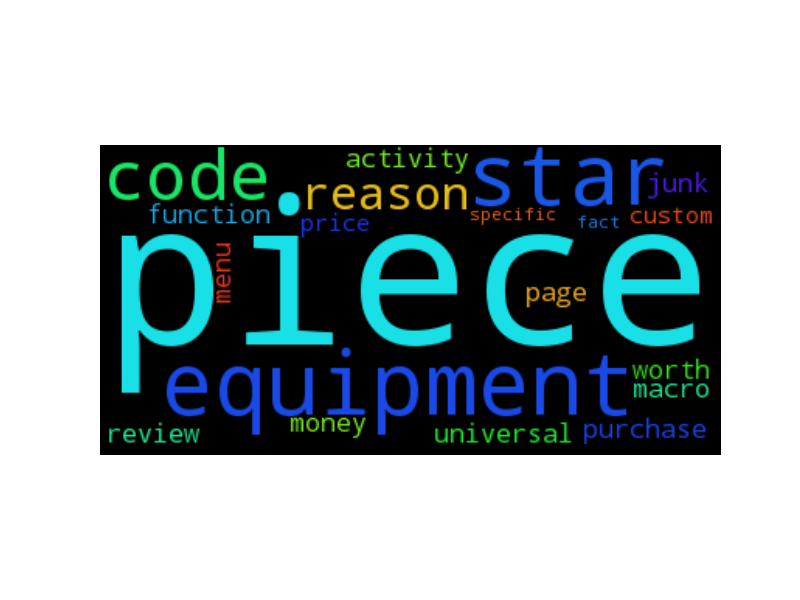 code
activity
star
reason
junk
function
price
specific
fact
custom
piece
menu
page
equipment
worth
macro
review
money
universal
purchase